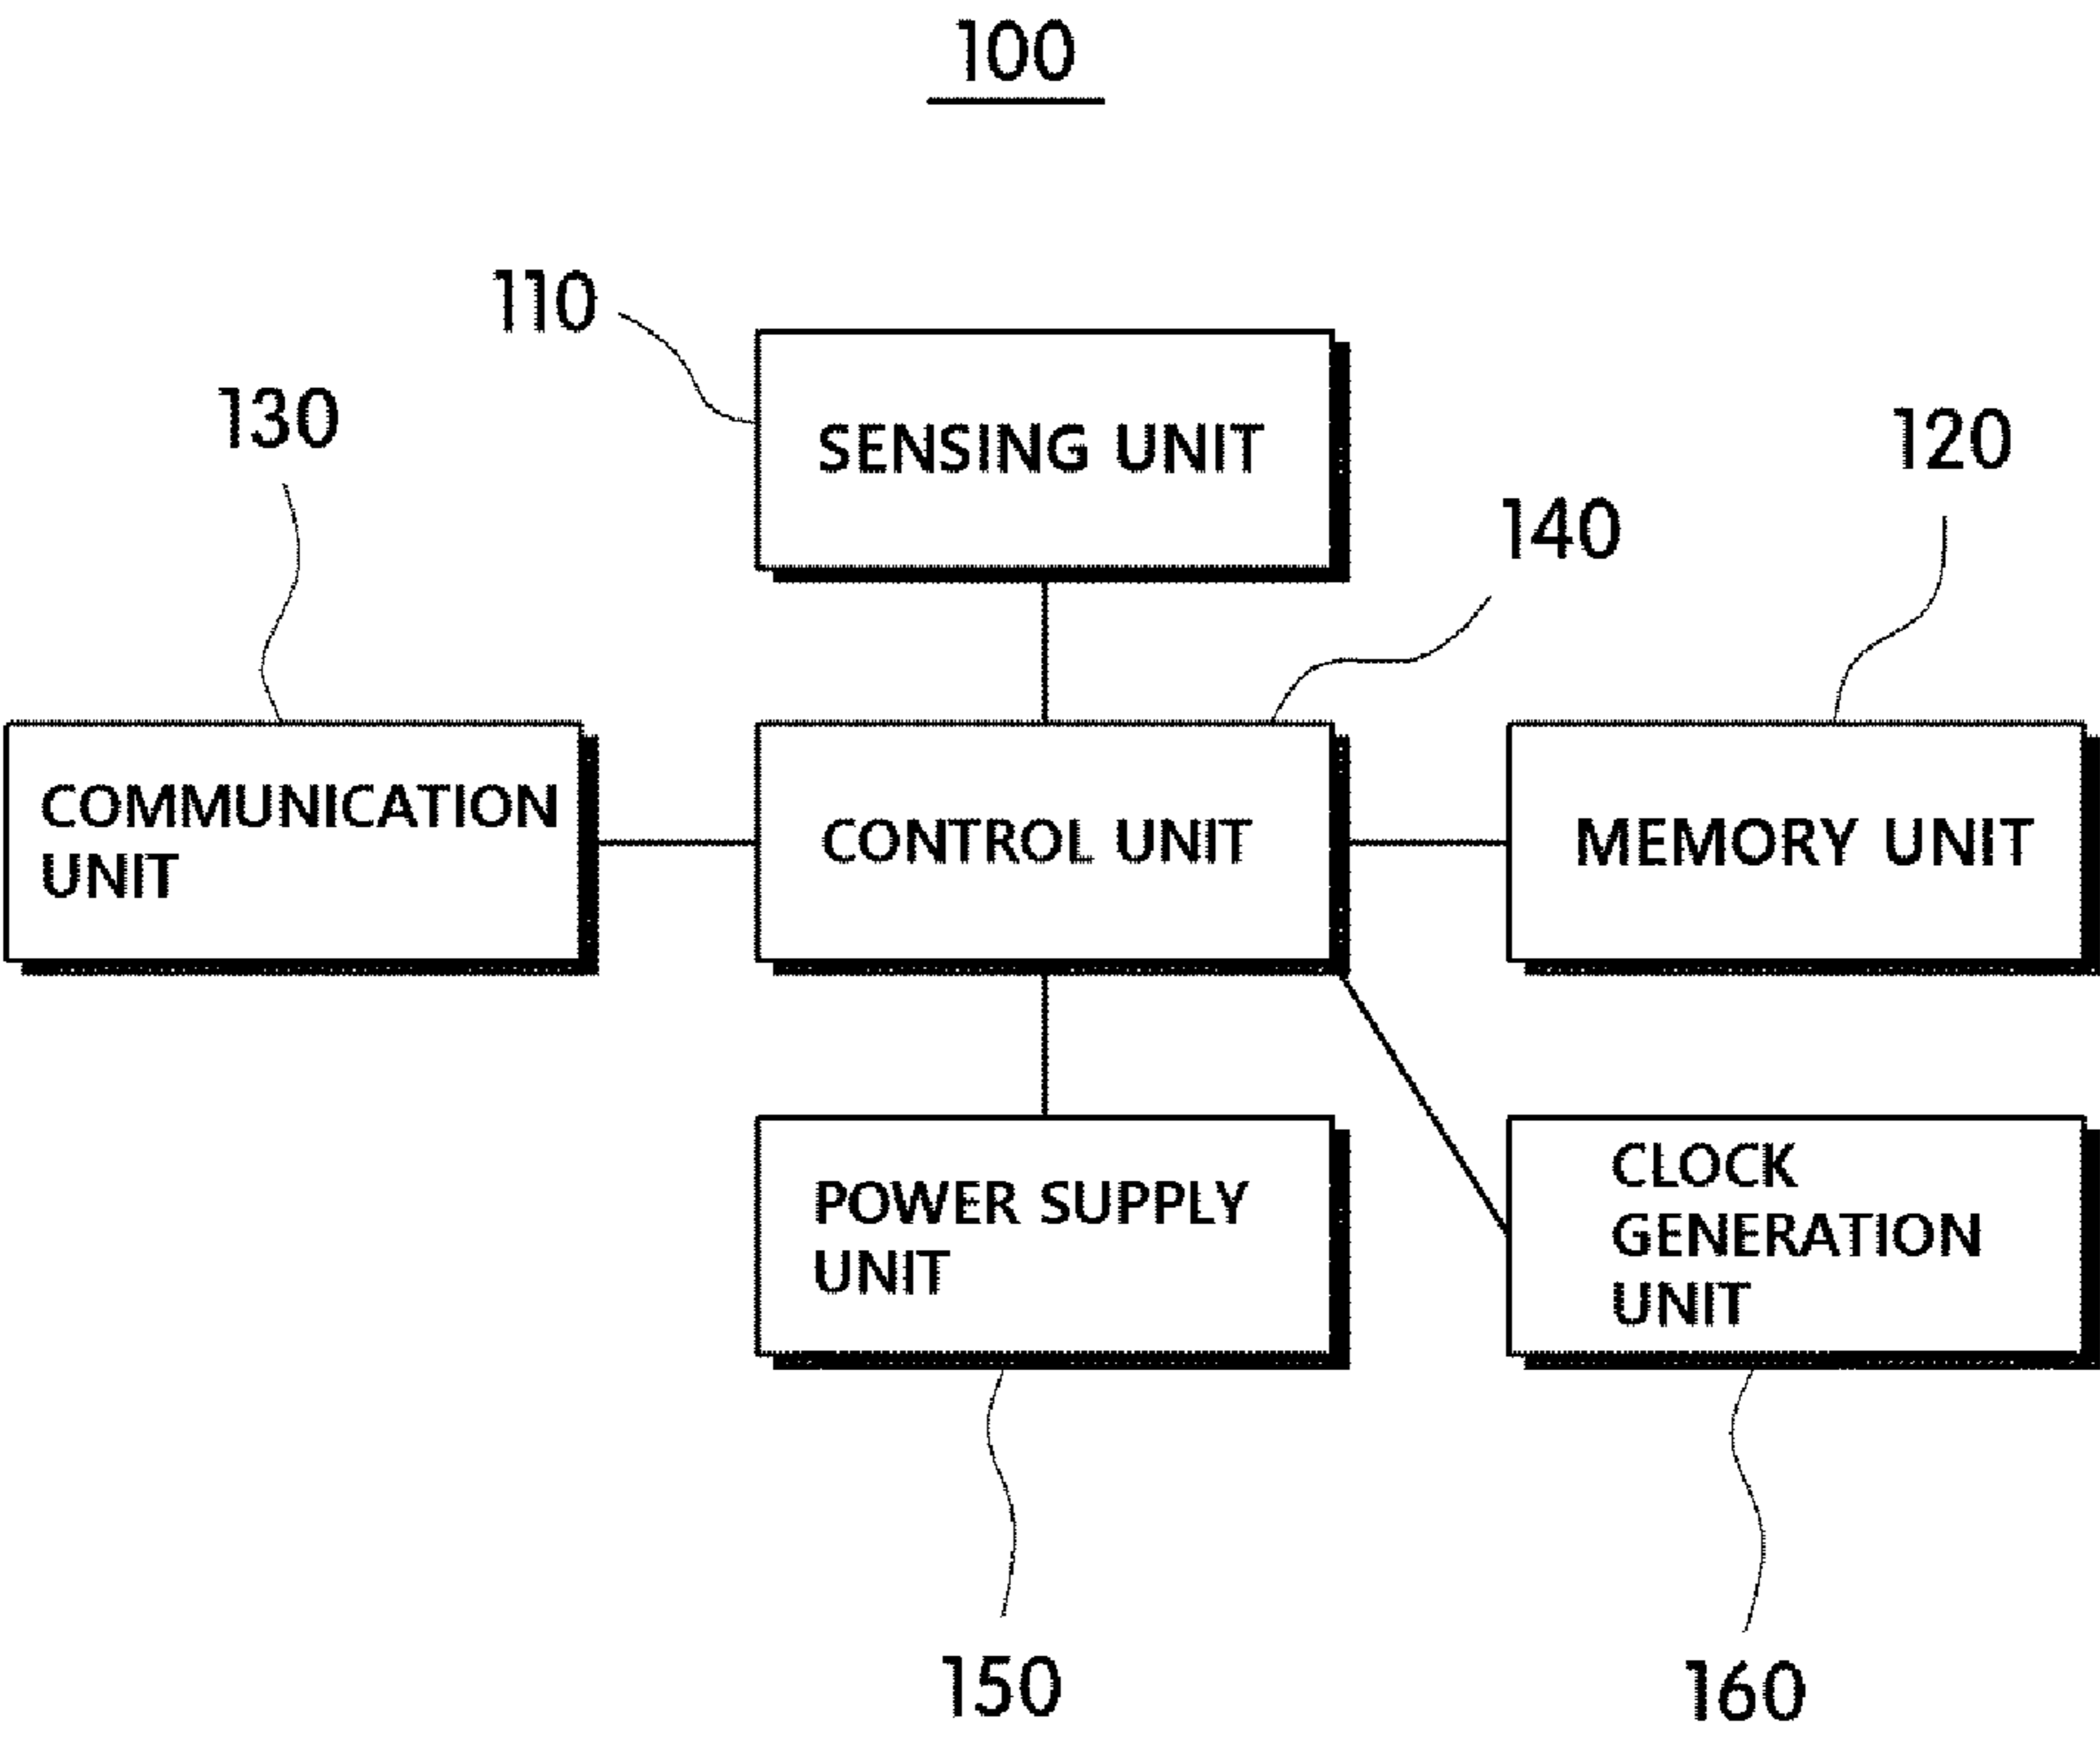 100
110
130
SENSING UNIT
120
140
COMMUNICATION
UNIT
CONTROL UNIT
MEMORY UNIT
POWER SUPPLY
UNIT
CLOCK
GENERATION
UNIT
150
160